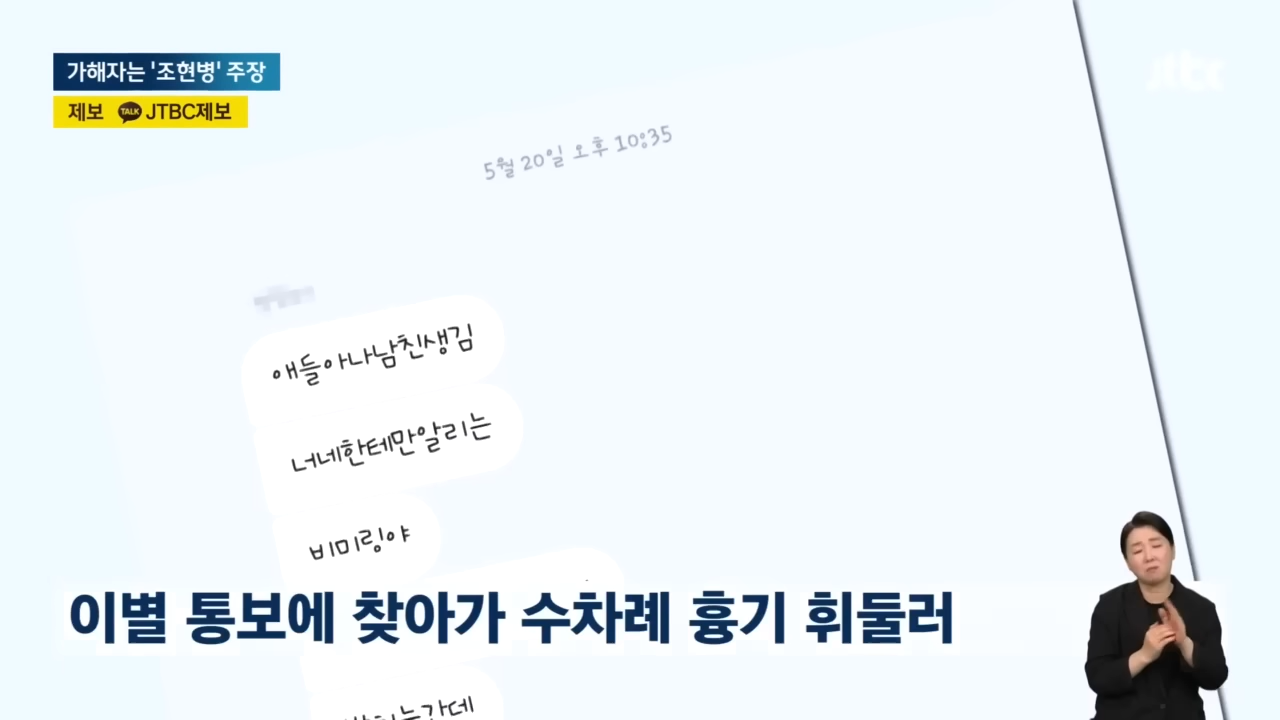 가해자는 '조현병' 주장
jtbc
제보 TALK JTBC제보
5월 20일 오후 10:35
애들아나남친생김
너네한테만알리는
비미링야
이별 통보에 찾아가 수차례 흉기 휘둘러